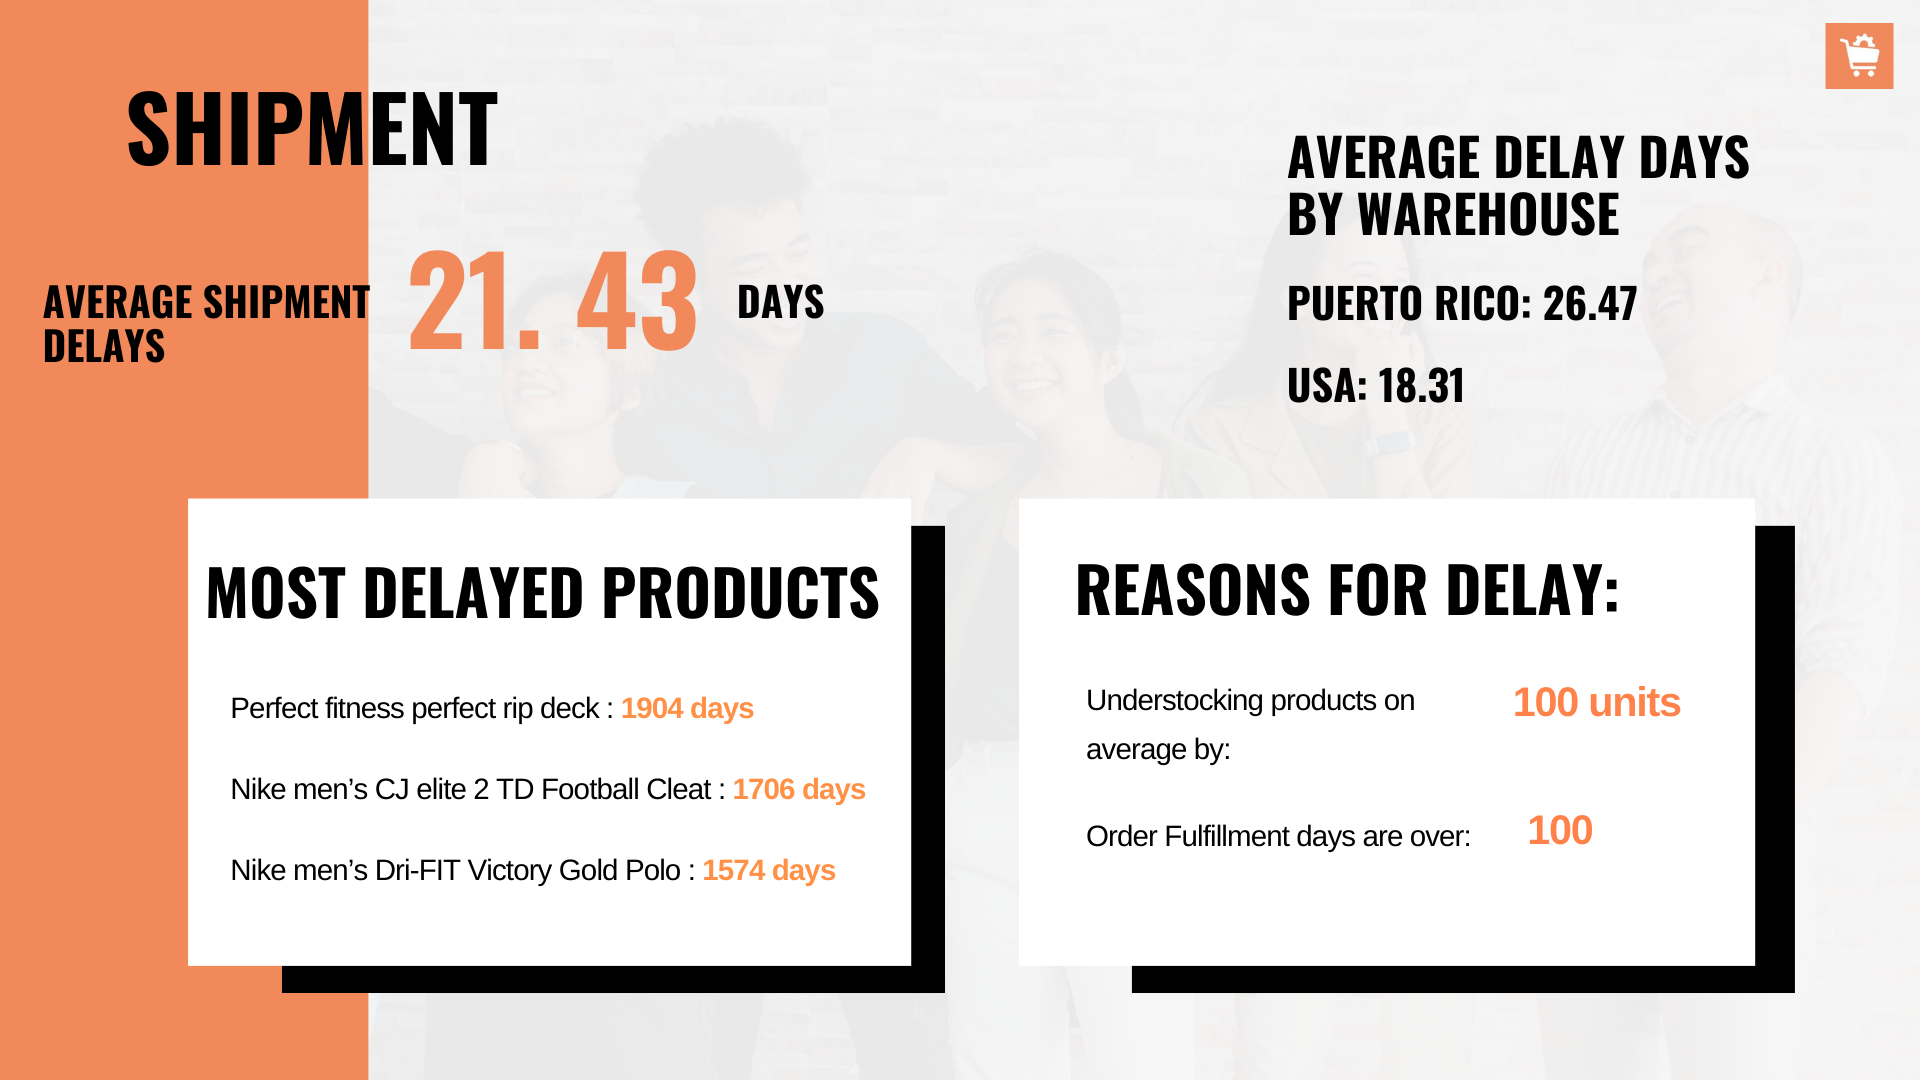 SHIPMENT
AVERAGE SHIPMENT
DELAYS
21. 43
DAYS
AVERAGE DELAY DAYS
BY WAREHOUSE
PUERTO RICO: 26.47
USA: 18.31
MOST DELAYED PRODUCTS
Perfect fitness perfect rip deck : 1904 days
Nike men’s CJ elite 2 TD Football Cleat : 1706 days
Nike men’s Dri-FIT Victory Gold Polo : 1574 days
REASONS FOR DELAY:
Understocking products on
average by:
100 units
Order Fulfillment days are over:
100